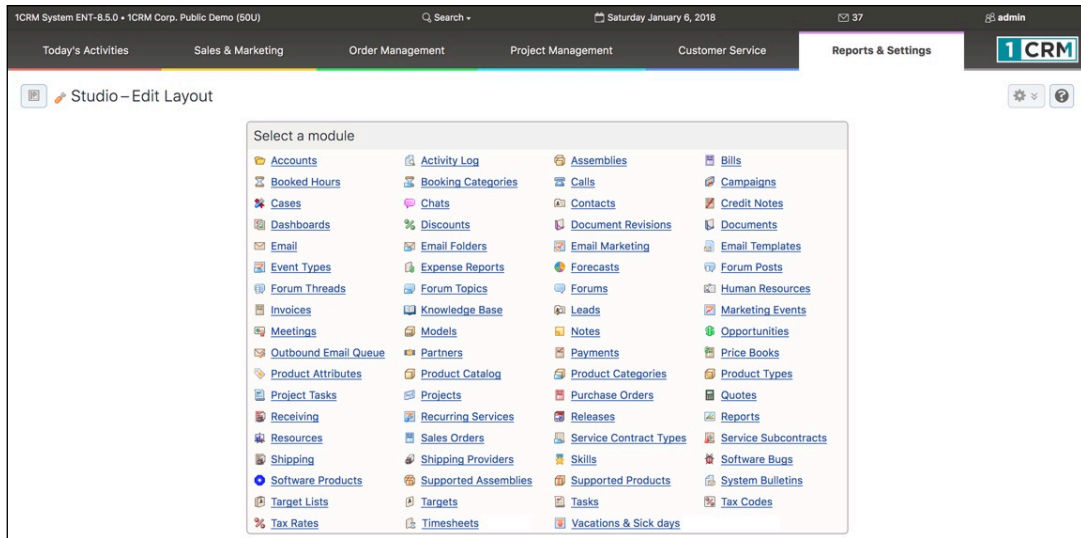 1CRM System ENT-8.5.0 • 1CRM Corp. Public Demo (50U) Search Saturday January 6, 2018 37 admin
Today's Activities Sales & Marketing Order Management Project Management Customer Service Reports & Settings 1 CRM
Studio – Edit Layout
Select a module
Accounts Activity Log Assemblies Bills
Booked Hours Booking Categories Calls Campaigns
Cases Chats Contacts Credit Notes
Dashboards Discounts Document Revisions Documents
Email Email Folders Email Marketing Email Templates
Event Types Expense Reports Forecasts Forum Posts
Forum Threads Forum Topics Forums Human Resources
Invoices Knowledge Base Leads Marketing Events
Meetings Models Notes Opportunities
Outbound Email Queue Partners Payments Price Books
Product Attributes Product Catalog Product Categories Product Types
Project Tasks Projects Purchase Orders Quotes
Receiving Recurring Services Releases Reports
Resources Sales Orders Service Contract Types Service Subcontracts
Shipping Shipping Providers Skills Software Bugs
Software Products Supported Assemblies Supported Products System Bulletins
Target Lists Targets Tasks Tax Codes
Tax Rates Timesheets Vacations & Sick days